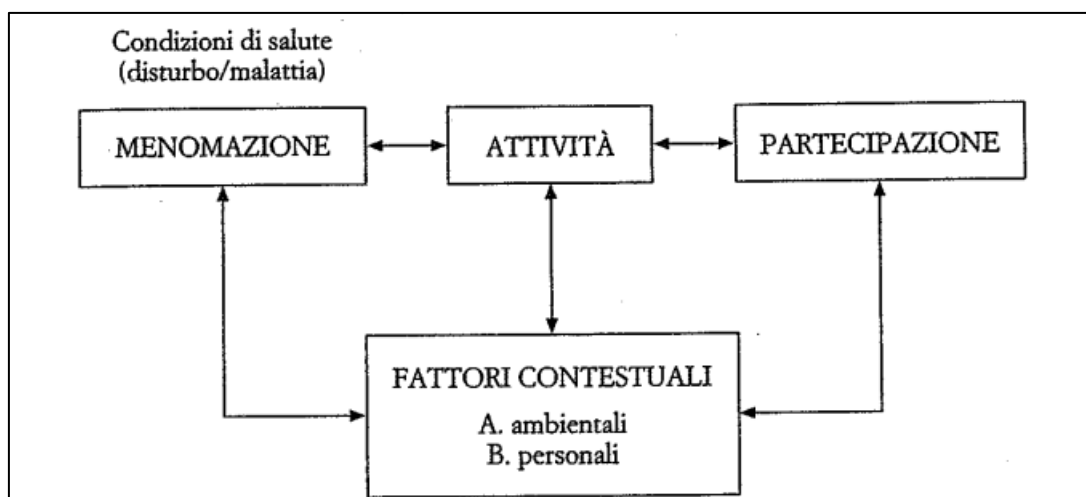 Condizioni di salute
(disturbo/malattia)
MENOMAZIONE
ATTIVITÀ
PARTECIPAZIONE
FATTORI CONTESTUALI
A. ambientali
B. personali